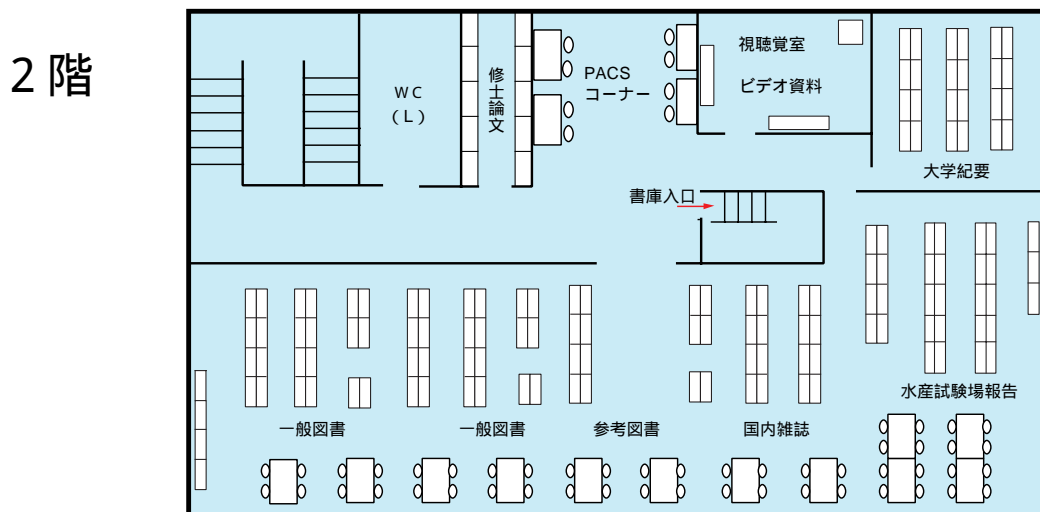 2階
WC
(L)
修士論文
PACS
コーナー
視聴覚室
ビデオ資料
大学紀要
書庫入口
水産試験場報告
一般図書
一般図書
参考図書
国内雑誌